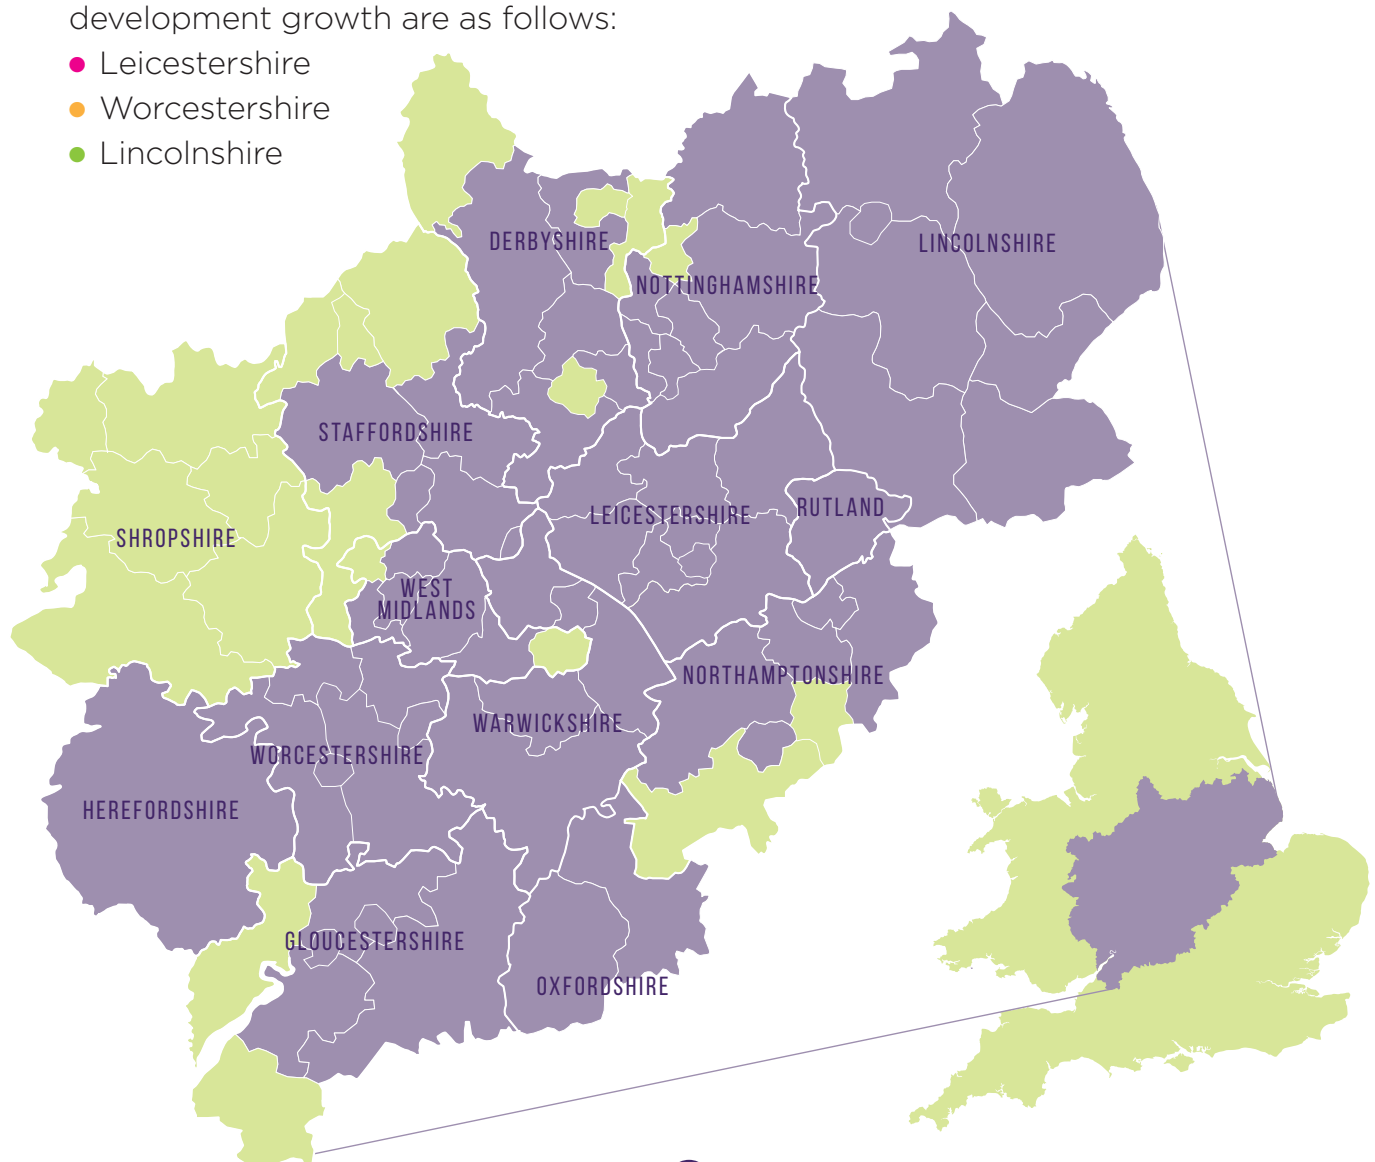 development growth are as follows:
Leicestershire
Worcestershire
Lincolnshire
DERBYSHIRE
LINCOLNSHIRE
NOTTINGHAMSHIRE
STAFFORDSHIRE
LEICESTERSHIRE
RUTLAND
SHROPSHIRE
WEST
MIDLANDS
NORTHAMPTONSHIRE
WARWICKSHIRE
WORCESTERSHIRE
HEREFORDSHIRE
GLOUCESTERSHIRE
OXFORDSHIRE